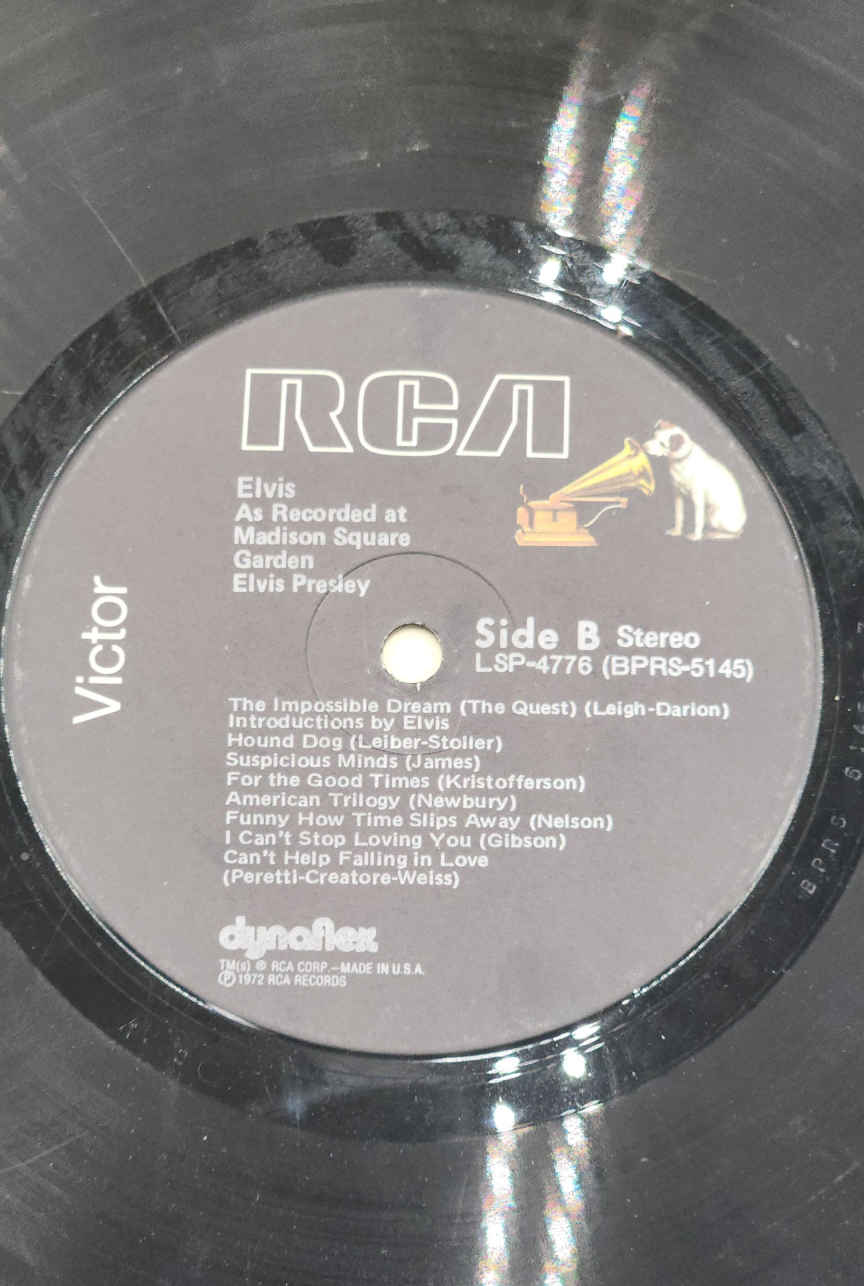 RCA
Elvis
As Recorded at
Madison Square
Garden
Elvis Presley
Victor
Side B Stereo
LSP-4776 (BPRS-5145)
The Impossible Dream (The Quest) (Leigh-Darion)
Introductions by Elvis
Hound Dog (Leiber-Stoller)
Suspicious Minds (James)
For the Good Times (Kristofferson)
American Trilogy (Newbury)
Funny How Time Slips Away (Nelson)
I Can't Stop Loving You (Gibson)
Can't Help Falling in Love
(Peretti-Creatore-Weiss)
dynaflex
TM(s) ® RCA CORP.–MADE IN U.S.A.
℗ 1972 RCA RECORDS
BPRS